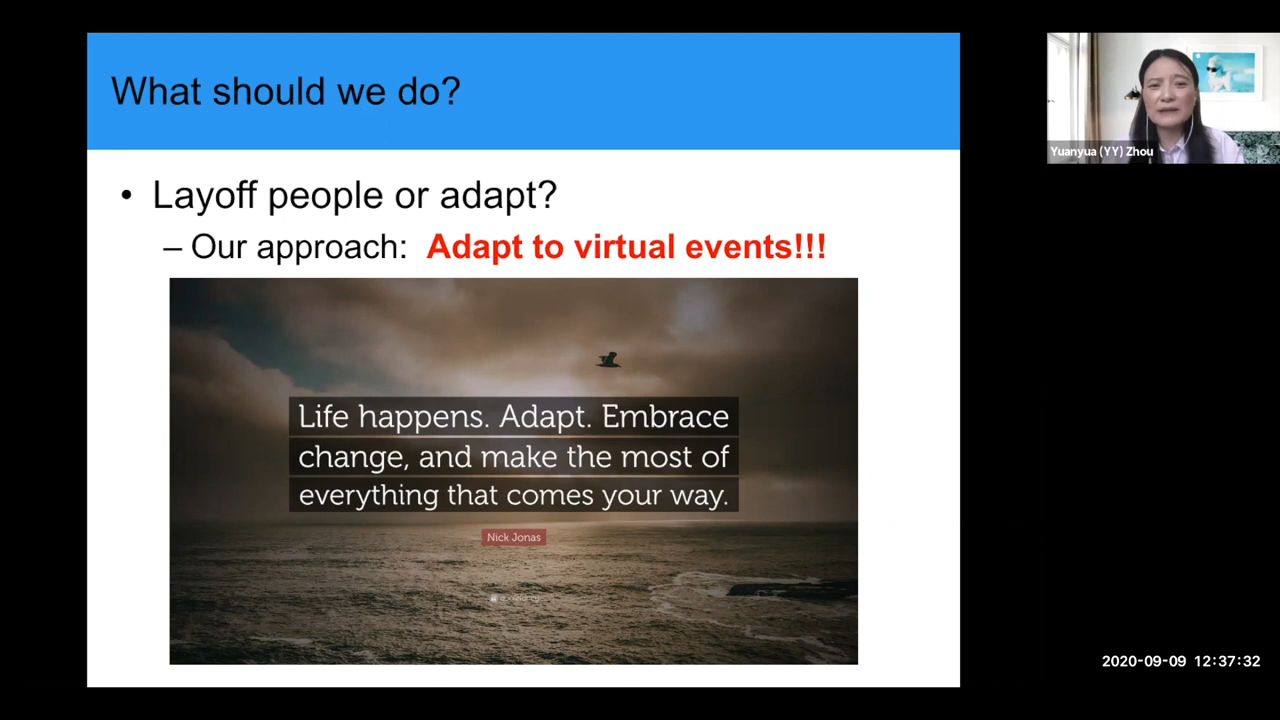 What should we do?
• Layoff people or adapt?
– Our approach: Adapt to virtual events!!!
Life happens. Adapt. Embrace
change, and make the most of
everything that comes your way.
Nick Jonas
Yuanyua (YY) Zhou
2020-09-09 12:37:32